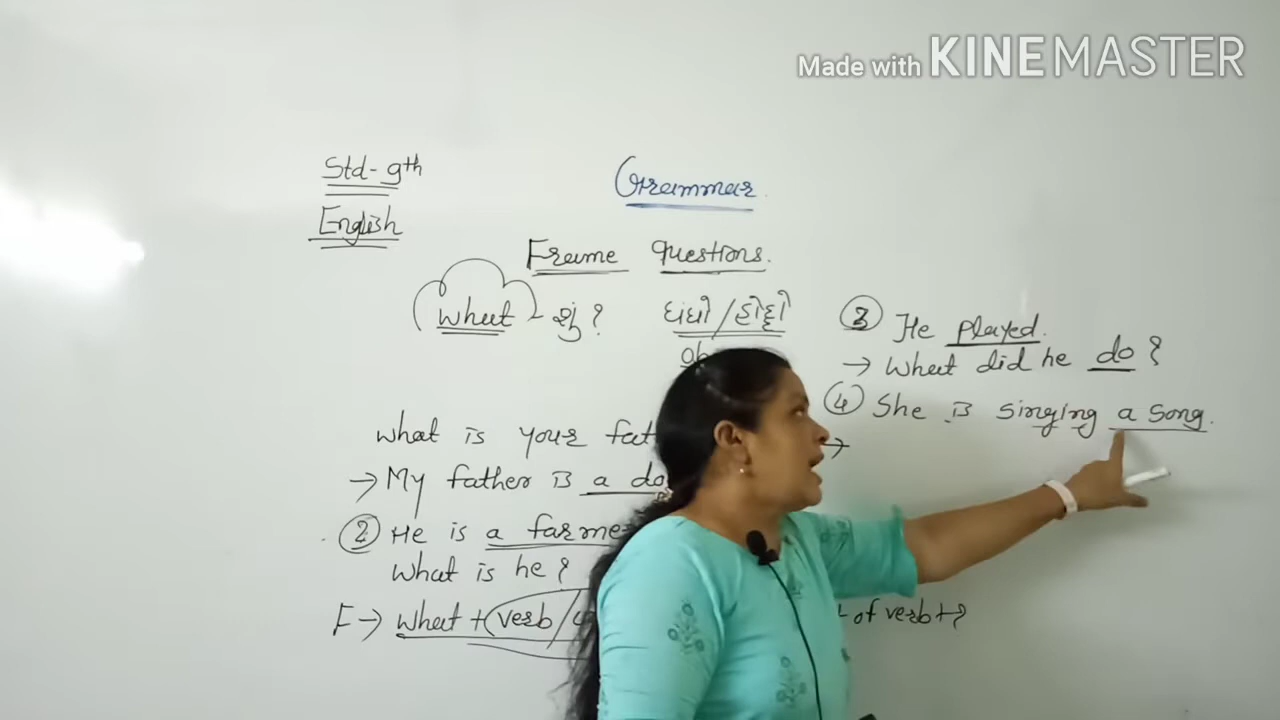 Made with KINEMASTER
Std - 9th
English
Grammar.
Frame Questions.
What - શું? ધંધો/હોદ્દો
③ He played.
→ What did he do?
④ She is singing a song.
→
What is your fat
→ My father is a do
② He is a farme
What is he?
F → What + (verb/
of verb + ?